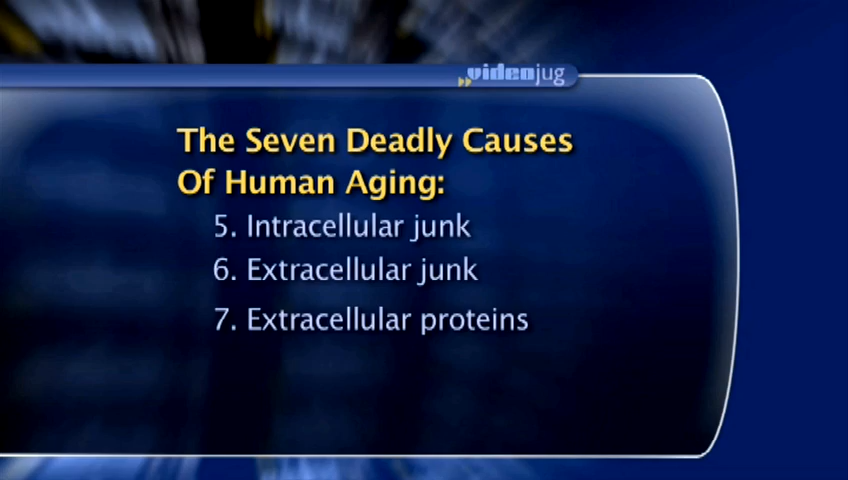 videojug
The Seven Deadly Causes
Of Human Aging:
5. Intracellular junk
6. Extracellular junk
7. Extracellular proteins